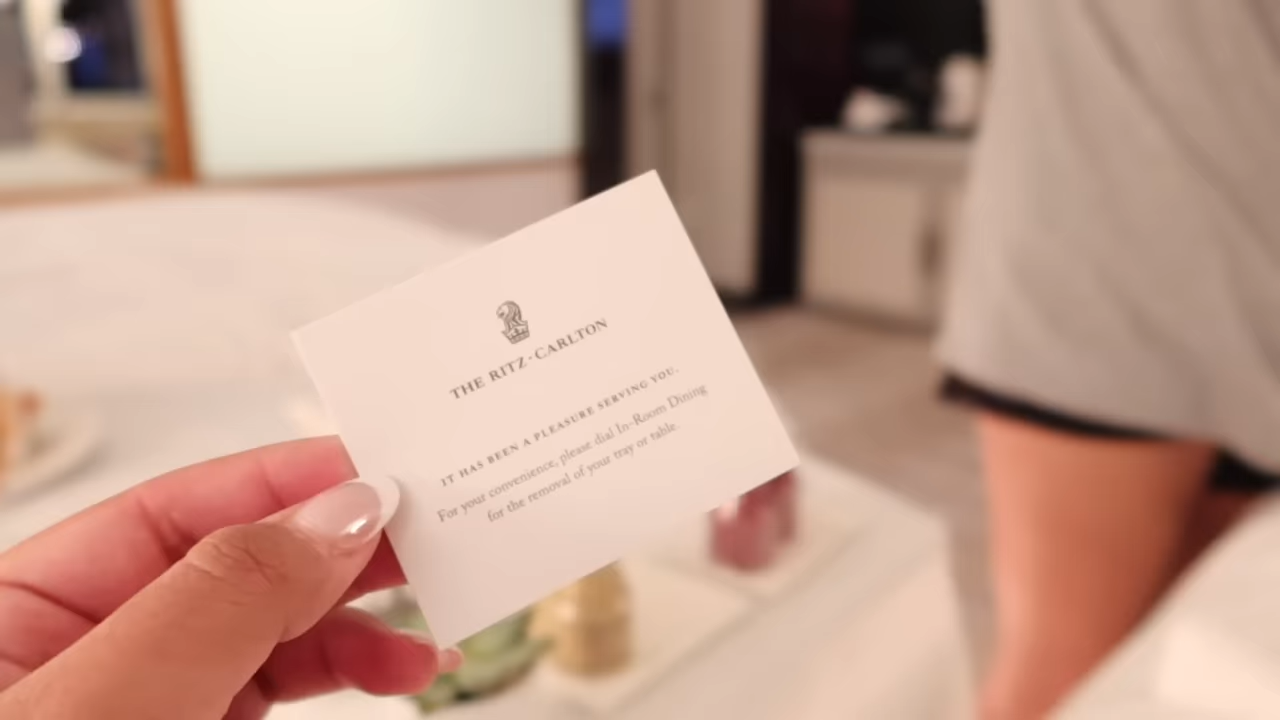 THE RITZ·CARLTON
IT HAS BEEN A PLEASURE SERVING YOU.
For your convenience, please dial In-Room Dining
for the removal of your tray or table.